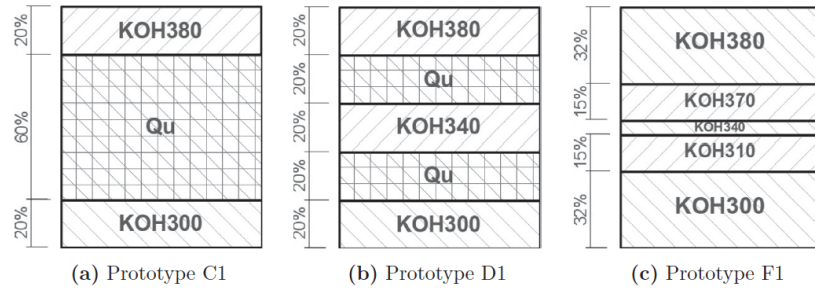 20%
KOH380
60%
Qu
20%
KOH300
(a) Prototype C1
20%
KOH380
20%
Qu
20%
KOH340
20%
Qu
20%
KOH300
(b) Prototype D1
32%
KOH380
15%
KOH370
KOH340
15%
KOH310
32%
KOH300
(c) Prototype F1